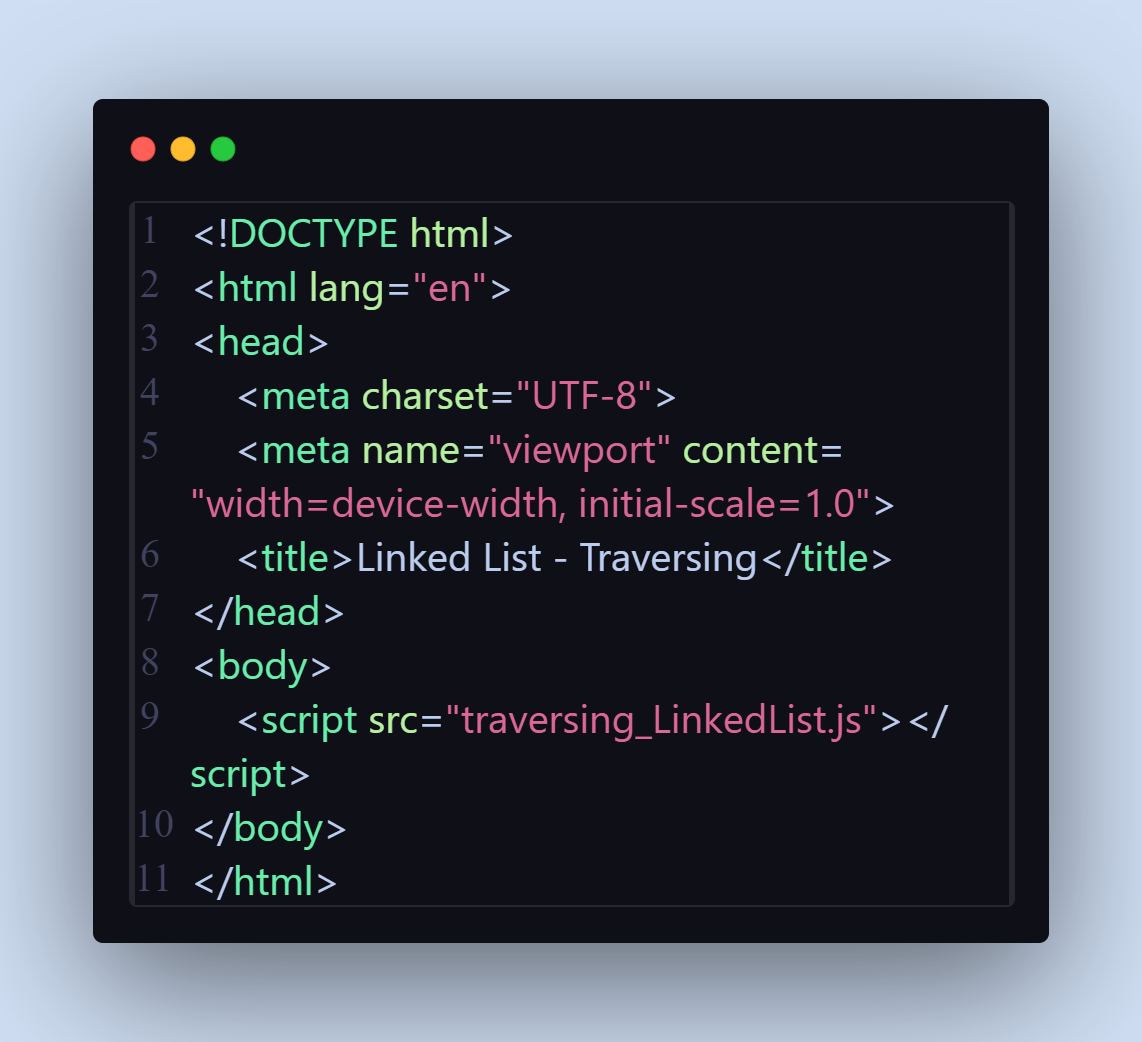 1 <!DOCTYPE html>
2 <html lang="en">
3 <head>
4     <meta charset="UTF-8">
5     <meta name="viewport" content=
"width=device-width, initial-scale=1.0">
6     <title>Linked List - Traversing</title>
7 </head>
8 <body>
9     <script src="traversing_LinkedList.js"></
script>
10 </body>
11 </html>